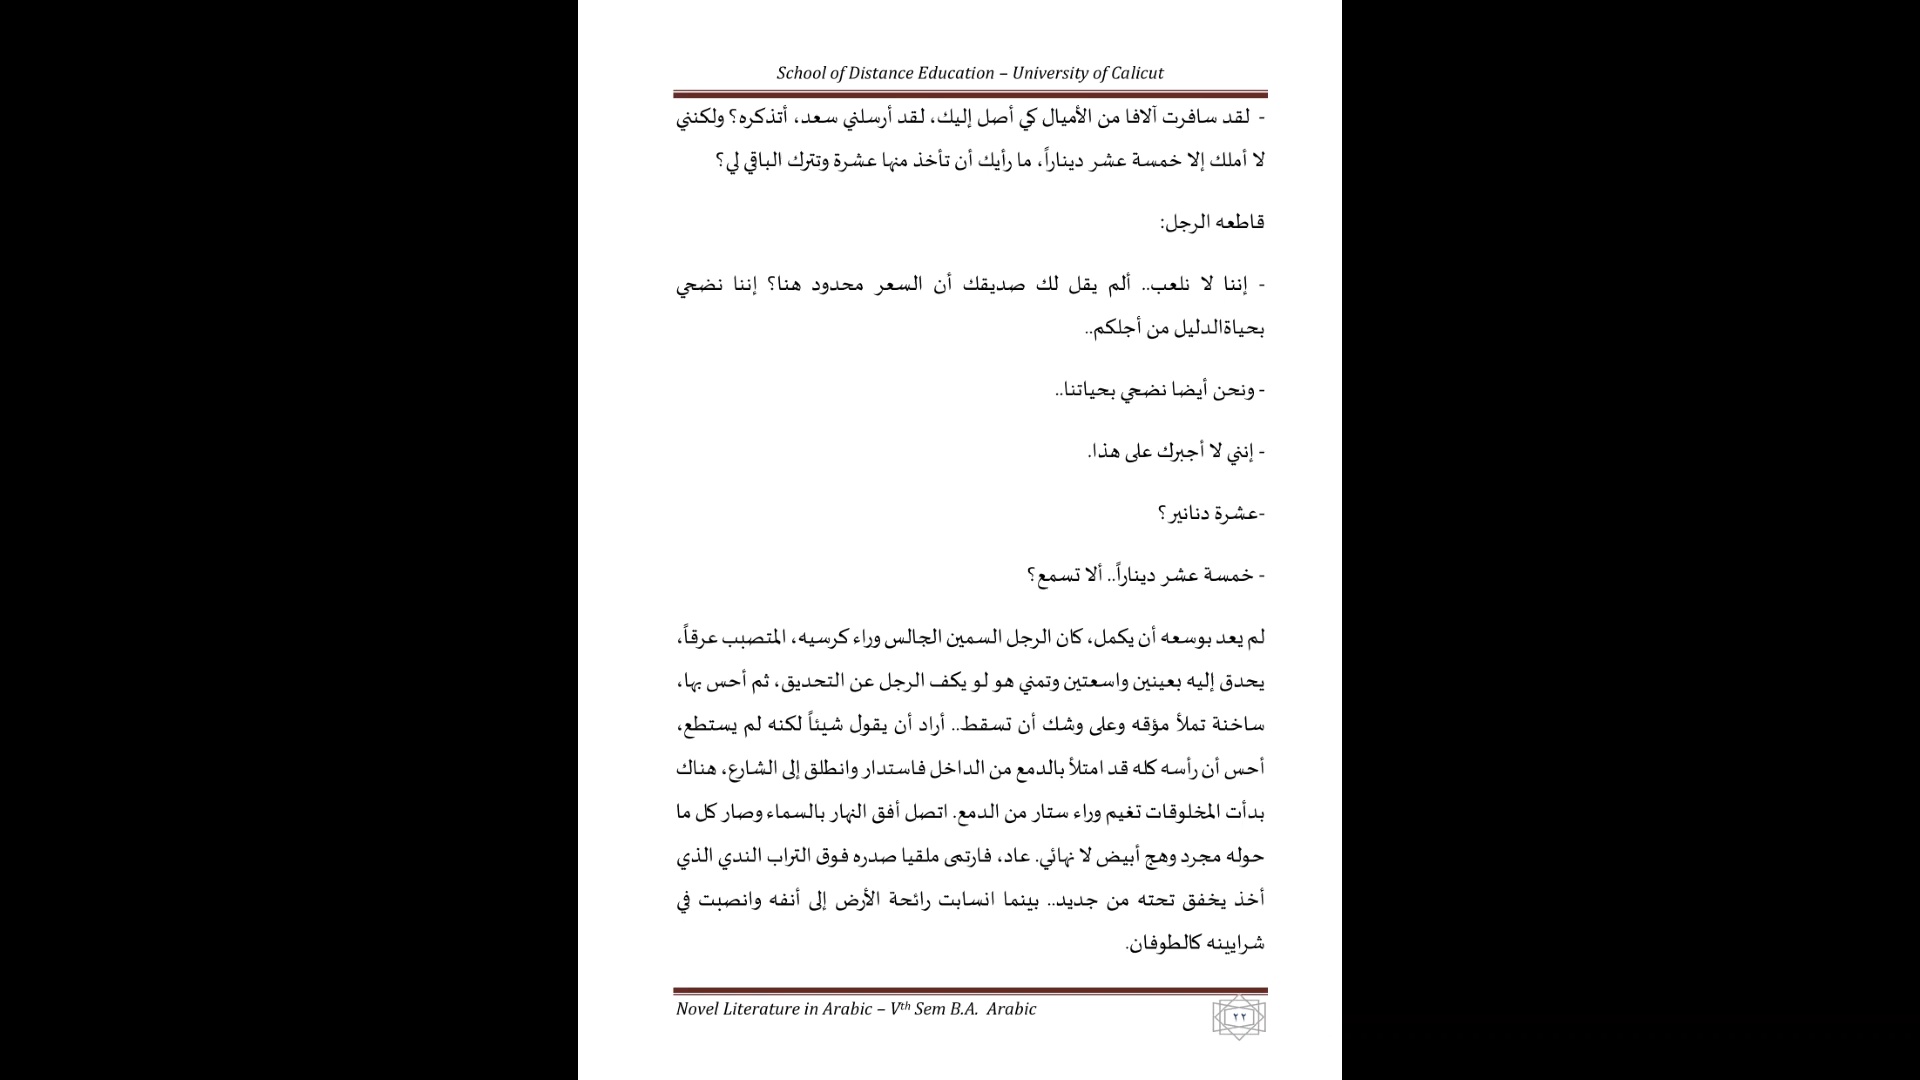 School of Distance Education – University of Calicut
- لقد سافرت آلافا من الأميال كي أصل إليك، لقد أرسلني سعد، أتذكره؟ ولكنني
لا أملك إلا خمسة عشر ديناراً، ما رأيك أن تأخذ منها عشرة وتترك الباقي لي؟
قاطعه الرجل:
- إننا لا نلعب.. ألم يقل لك صديقك أن السعر محدود هنا؟ إننا نضحي
بحياةالدليل من أجلكم..
- ونحن أيضا نضحي بحياتنا..
- إنني لا أجبرك على هذا.
-عشرة دنانير؟
- خمسة عشر ديناراً.. ألا تسمع؟
لم يعد بوسعه أن يكمل، كان الرجل السمين الجالس وراء كرسيه، المتصبب عرقاً،
يحدق إليه بعينين واسعتين وتمني هو لو يكف الرجل عن التحديق، ثم أحس بها،
ساخنة تملأ مؤقه وعلى وشك أن تسقط.. أراد أن يقول شيئاً لكنه لم يستطع،
أحس أن رأسه كله قد امتلأ بالدمع من الداخل فاستدار وانطلق إلى الشارع، هناك
بدأت المخلوقات تغيم وراء ستار من الدمع. اتصل أفق النهار بالسماء وصار كل ما
حوله مجرد وهج أبيض لا نهائي. عاد، فارتمى ملقيا صدره فوق التراب الندي الذي
أخذ يخفق تحته من جديد.. بينما انسابت رائحة الأرض إلى أنفه وانصبت في
شرايينه كالطوفان.
Novel Literature in Arabic – Vth Sem B.A. Arabic
٢٢